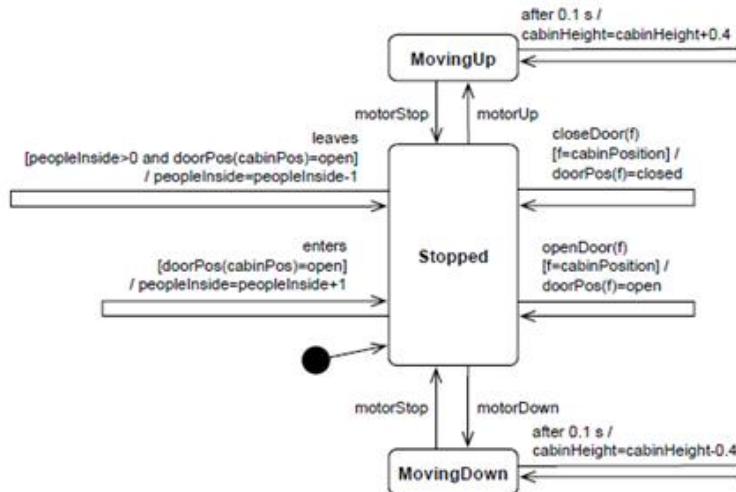 after 0.1 s /
cabinHeight=cabinHeight+0.4
MovingUp
motorStop
motorUp
leaves
[peopleInside>0 and doorPos(cabinPos)=open]
/ peopleInside=peopleInside-1
closeDoor(f)
[f=cabinPosition] /
doorPos(f)=closed
enters
[doorPos(cabinPos)=open]
/ peopleInside=peopleInside+1
Stopped
openDoor(f)
[f=cabinPosition] /
doorPos(f)=open
motorStop
motorDown
after 0.1 s /
cabinHeight=cabinHeight-0.4
MovingDown